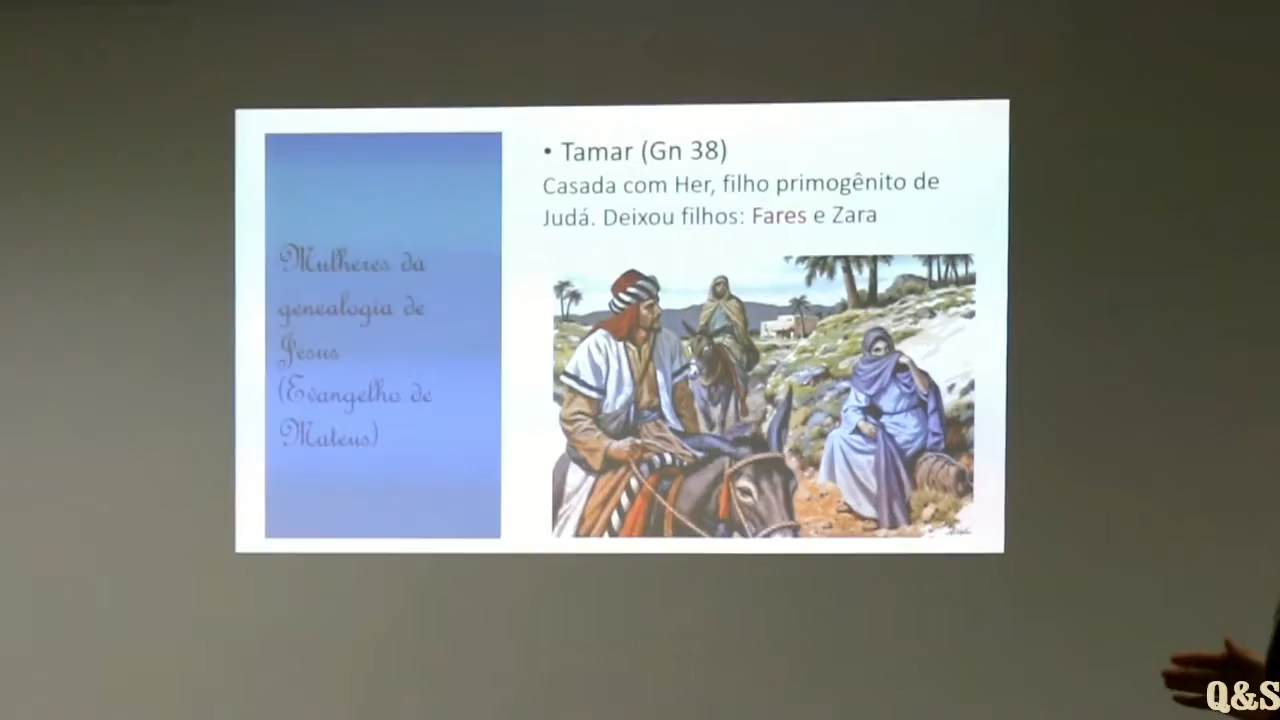 Mulheres da
genealogia de
Jesus
(Evangelho de
Mateus)
• Tamar (Gn 38)
Casada com Her, filho primogênito de
Judá. Deixou filhos: Fares e Zara
Q&S